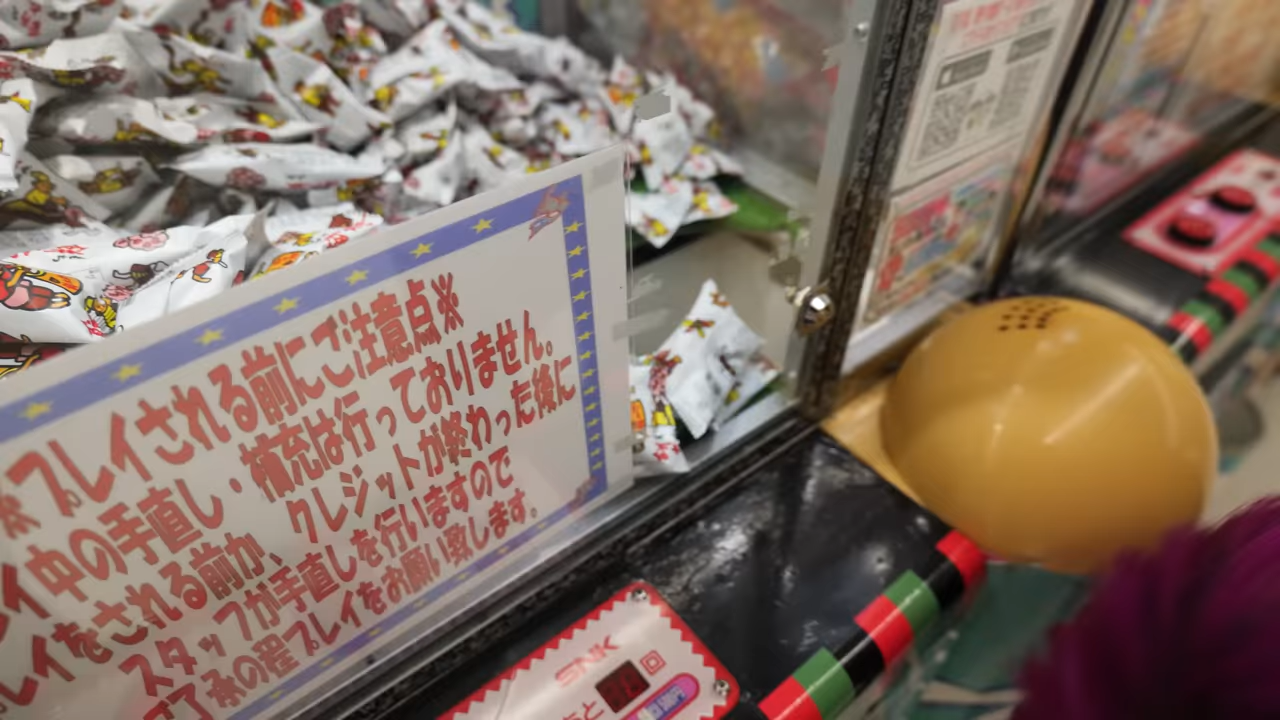 ※プレイされる前にご注意点※
イ中の手直し・補充は行っておりません。
レイをされる前か、クレジットが終わった後に
スタッフが手直しを行いますので
了承の程プレイをお願い致します。
SNK
あと